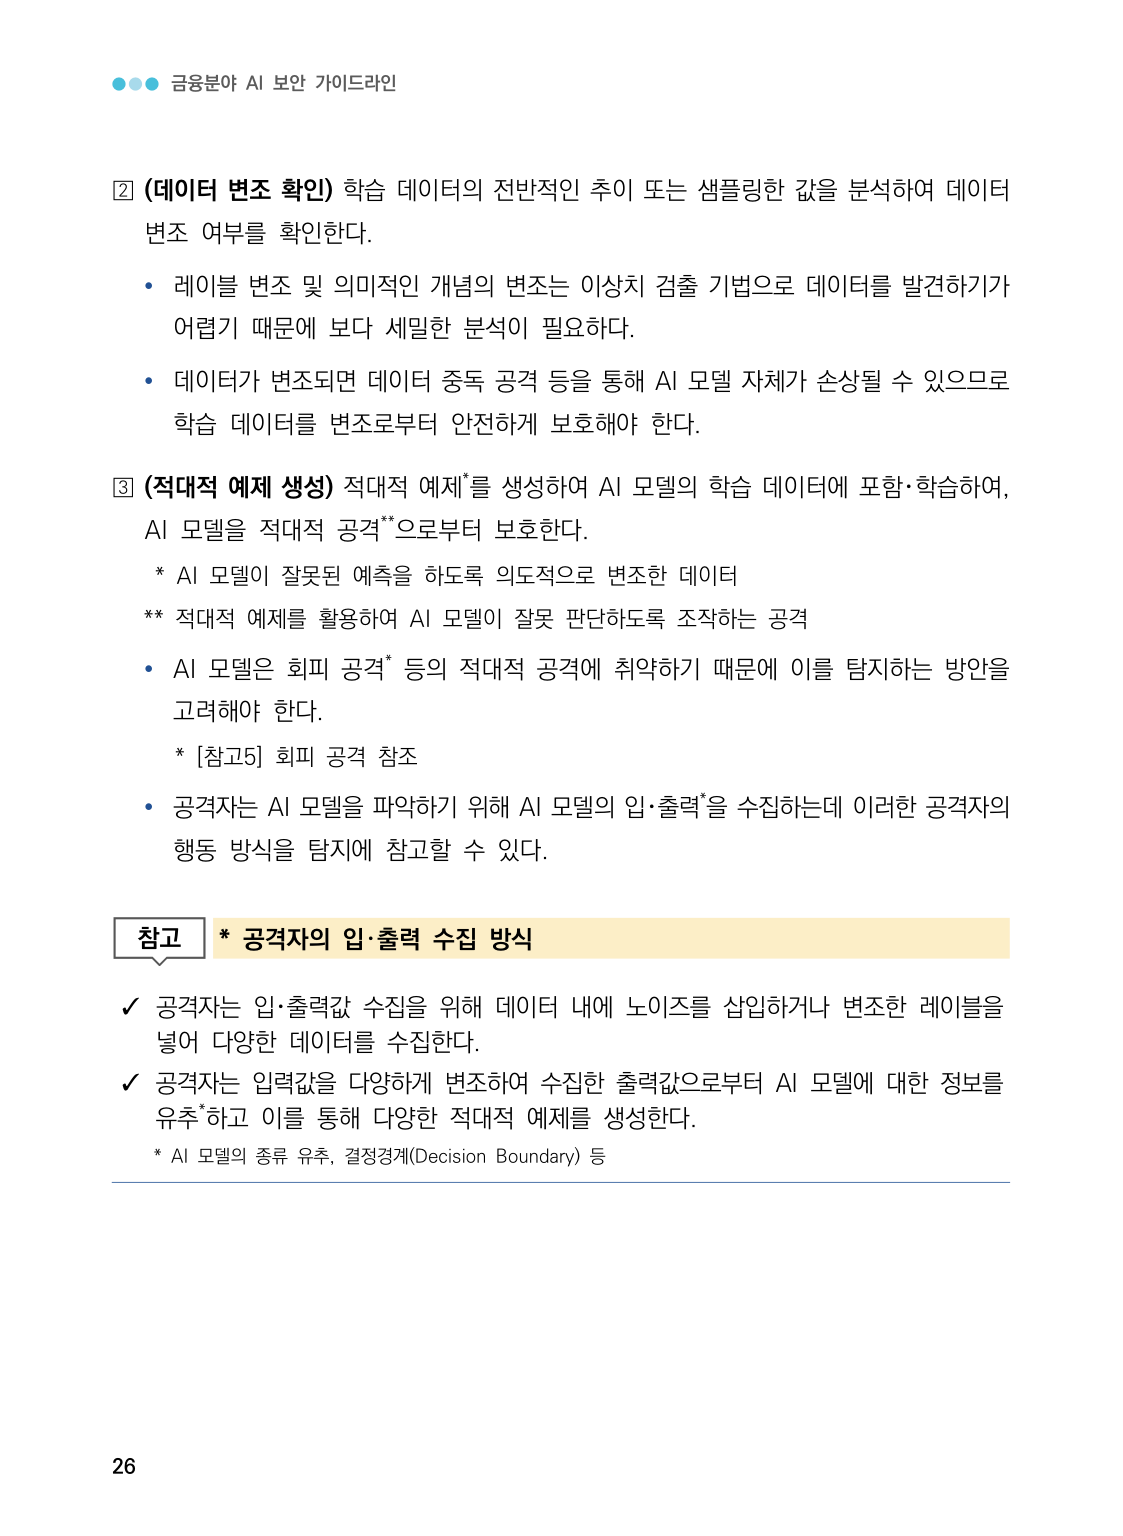 금융분야 AI 보안 가이드라인
2 (데이터 변조 확인) 학습 데이터의 전반적인 추이 또는 샘플링한 값을 분석하여 데이터
변조 여부를 확인한다.
• 레이블 변조 및 의미적인 개념의 변조는 이상치 검출 기법으로 데이터를 발견하기가
어렵기 때문에 보다 세밀한 분석이 필요하다.
• 데이터가 변조되면 데이터 중독 공격 등을 통해 AI 모델 자체가 손상될 수 있으므로
학습 데이터를 변조로부터 안전하게 보호해야 한다.
3 (적대적 예제 생성) 적대적 예제*를 생성하여 AI 모델의 학습 데이터에 포함·학습하여,
AI 모델을 적대적 공격**으로부터 보호한다.
* AI 모델이 잘못된 예측을 하도록 의도적으로 변조한 데이터
** 적대적 예제를 활용하여 AI 모델이 잘못 판단하도록 조작하는 공격
• AI 모델은 회피 공격* 등의 적대적 공격에 취약하기 때문에 이를 탐지하는 방안을
고려해야 한다.
* [참고5] 회피 공격 참조
• 공격자는 AI 모델을 파악하기 위해 AI 모델의 입·출력*을 수집하는데 이러한 공격자의
행동 방식을 탐지에 참고할 수 있다.
참고 * 공격자의 입·출력 수집 방식
✓ 공격자는 입·출력값 수집을 위해 데이터 내에 노이즈를 삽입하거나 변조한 레이블을
넣어 다양한 데이터를 수집한다.
✓ 공격자는 입력값을 다양하게 변조하여 수집한 출력값으로부터 AI 모델에 대한 정보를
유추*하고 이를 통해 다양한 적대적 예제를 생성한다.
* AI 모델의 종류 유추, 결정경계(Decision Boundary) 등
26